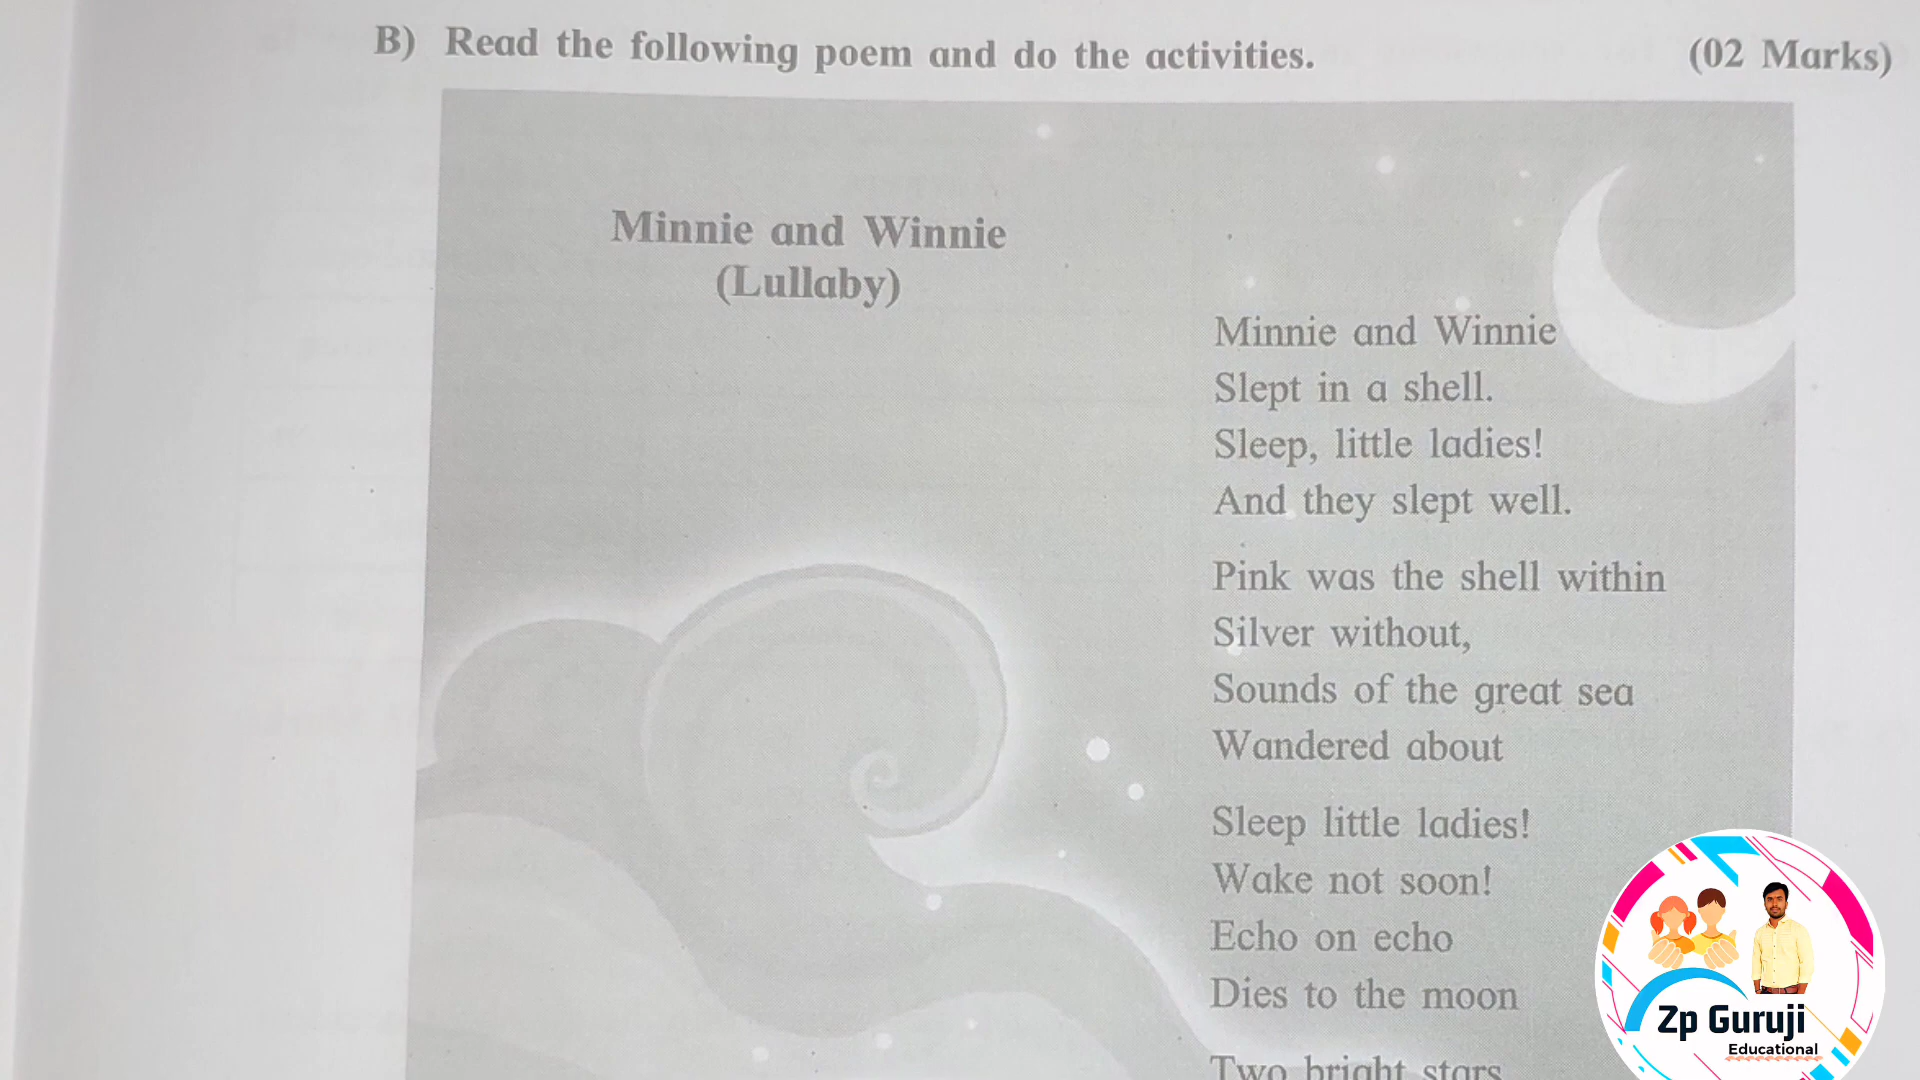 B) Read the following poem and do the activities. (02 Marks)
Minnie and Winnie
(Lullaby)
Minnie and Winnie
Slept in a shell.
Sleep, little ladies!
And they slept well.
Pink was the shell within
Silver without,
Sounds of the great sea
Wandered about
Sleep little ladies!
Wake not soon!
Echo on echo
Dies to the moon
Two bright stars
Zp Guruji
Educational